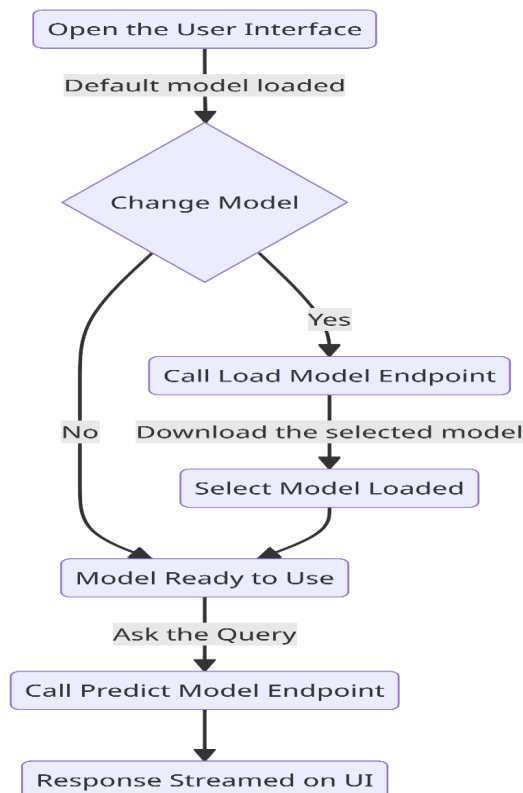 Open the User Interface
Default model loaded
Change Model
Yes
Call Load Model Endpoint
No
Download the selected model
Select Model Loaded
Model Ready to Use
Ask the Query
Call Predict Model Endpoint
Response Streamed on UI